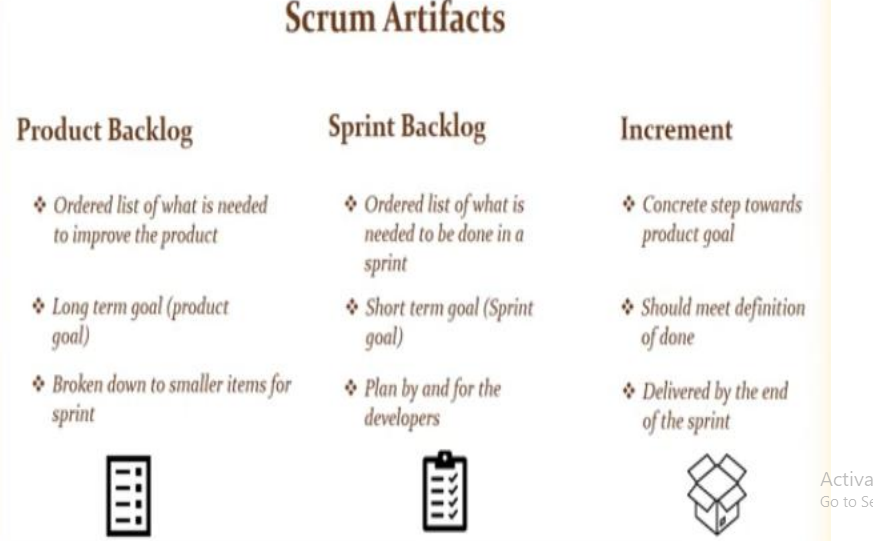 Scrum Artifacts
Product Backlog
❖ Ordered list of what is needed
to improve the product
❖ Long term goal (product
goal)
❖ Broken down to smaller items for
sprint
Sprint Backlog
❖ Ordered list of what is
needed to be done in a
sprint
❖ Short term goal (Sprint
goal)
❖ Plan by and for the
developers
Increment
❖ Concrete step towards
product goal
❖ Should meet definition
of done
❖ Delivered by the end
of the sprint
Activa
Go to Se